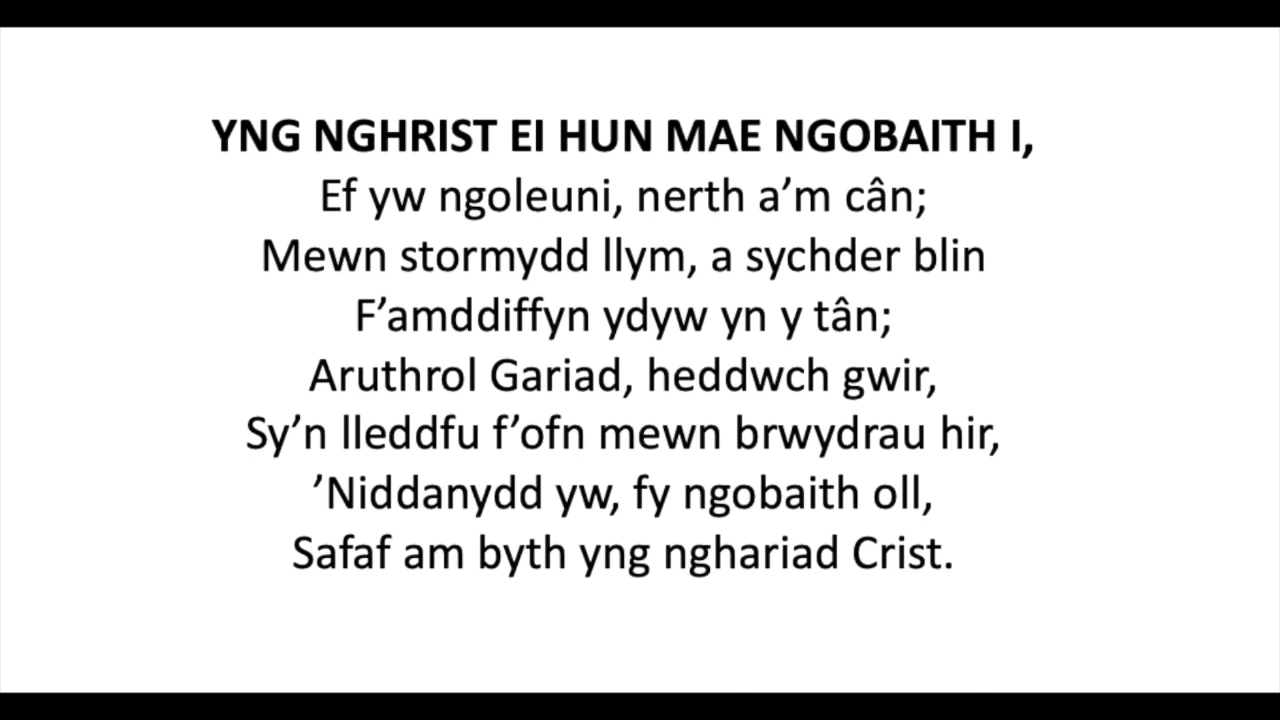 YNG NGHRIST EI HUN MAE NGOBAITH I,
Ef yw ngoleuni, nerth a’m cân;
Mewn stormydd llym, a sychder blin
F’amddiffyn ydyw yn y tân;
Aruthrol Gariad, heddwch gwir,
Sy’n lleddfu f’ofn mewn brwydrau hir,
’Niddanydd yw, fy ngobaith oll,
Safaf am byth yng nghariad Crist.